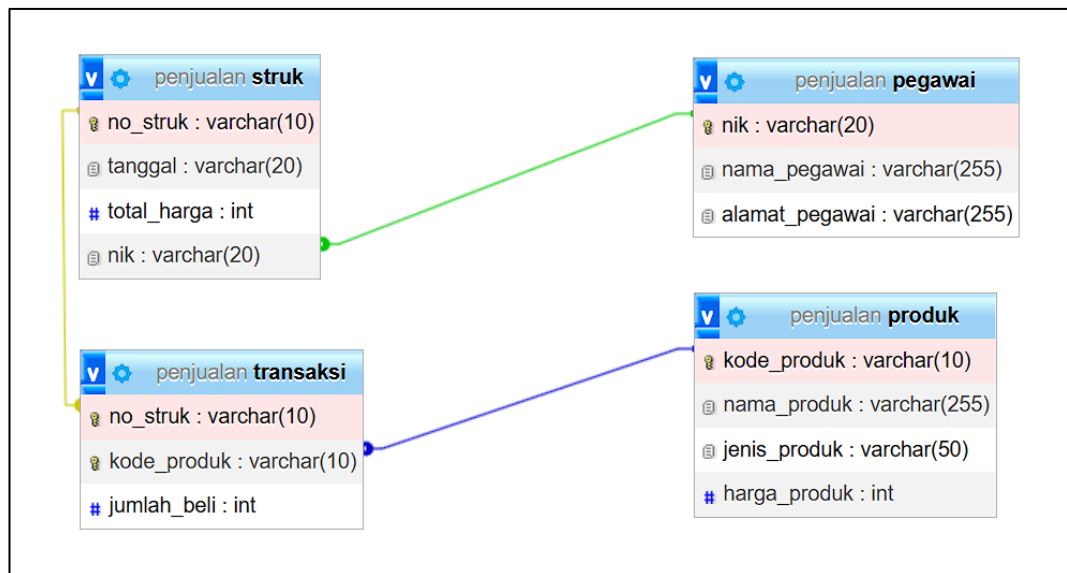 penjualan struk
no_struk : varchar(10)
tanggal : varchar(20)
total_harga : int
nik : varchar(20)
penjualan pegawai
nik : varchar(20)
nama_pegawai : varchar(255)
alamat_pegawai : varchar(255)
penjualan transaksi
no_struk : varchar(10)
kode_produk : varchar(10)
jumlah_beli : int
penjualan produk
kode_produk : varchar(10)
nama_produk : varchar(255)
jenis_produk : varchar(50)
harga_produk : int